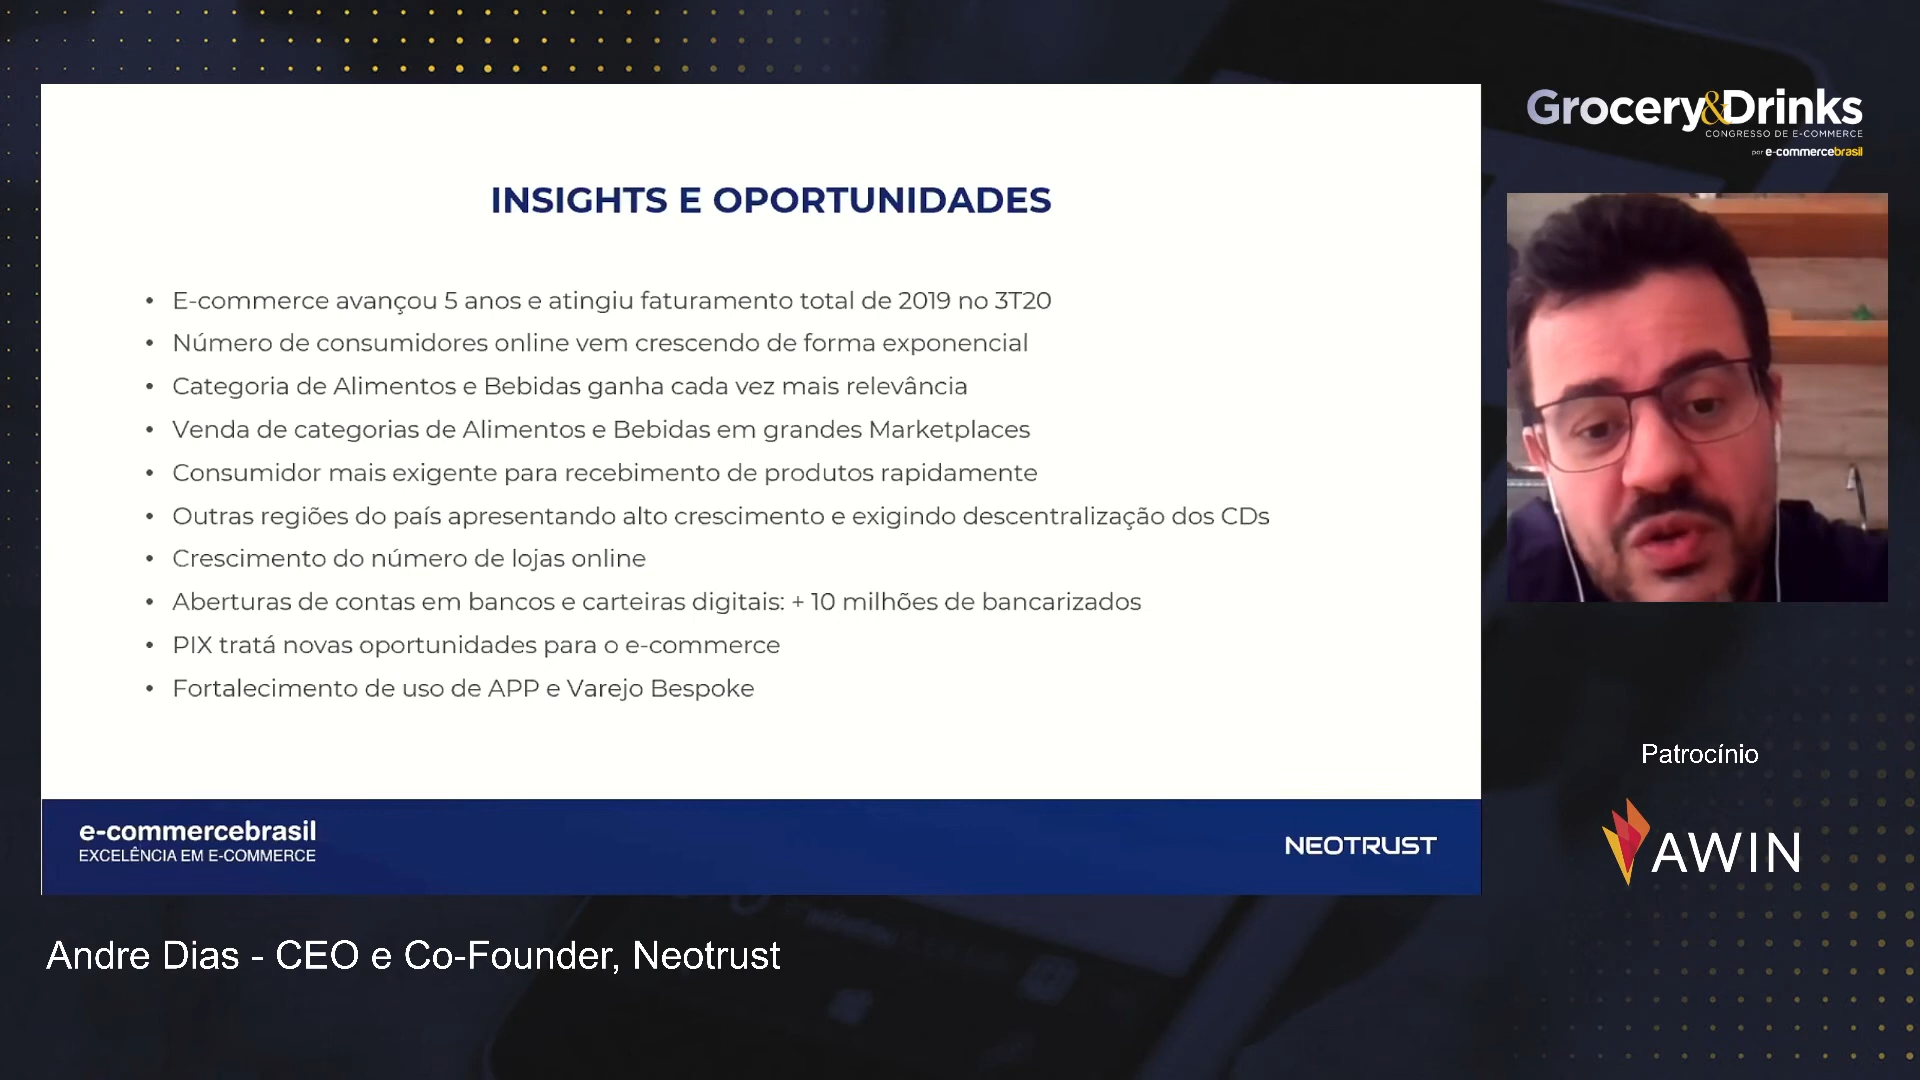 Grocery&Drinks
CONGRESSO DE E-COMMERCE
por e-commercebrasil
INSIGHTS E OPORTUNIDADES
• E-commerce avançou 5 anos e atingiu faturamento total de 2019 no 3T20
• Número de consumidores online vem crescendo de forma exponencial
• Categoria de Alimentos e Bebidas ganha cada vez mais relevância
• Venda de categorias de Alimentos e Bebidas em grandes Marketplaces
• Consumidor mais exigente para recebimento de produtos rapidamente
• Outras regiões do país apresentando alto crescimento e exigindo descentralização dos CDs
• Crescimento do número de lojas online
• Aberturas de contas em bancos e carteiras digitais: + 10 milhões de bancarizados
• PIX tratá novas oportunidades para o e-commerce
• Fortalecimento de uso de APP e Varejo Bespoke
e-commercebrasil
EXCELÊNCIA EM E-COMMERCE
NEOTRUST
Patrocínio
AWIN
Andre Dias - CEO e Co-Founder, Neotrust